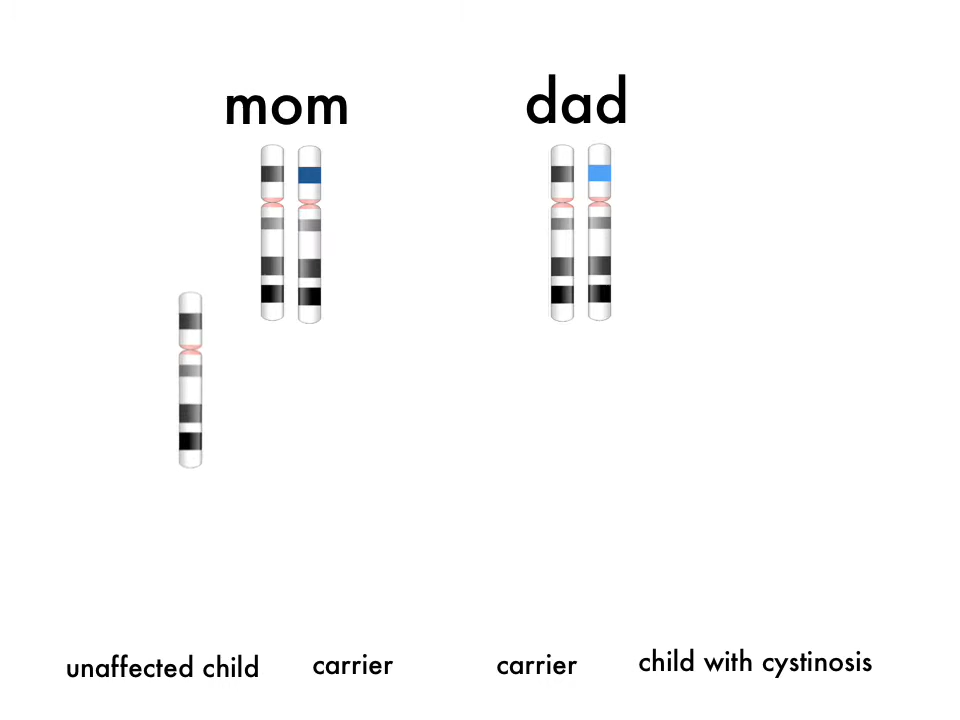 mom
dad
unaffected child
carrier
carrier
child with cystinosis